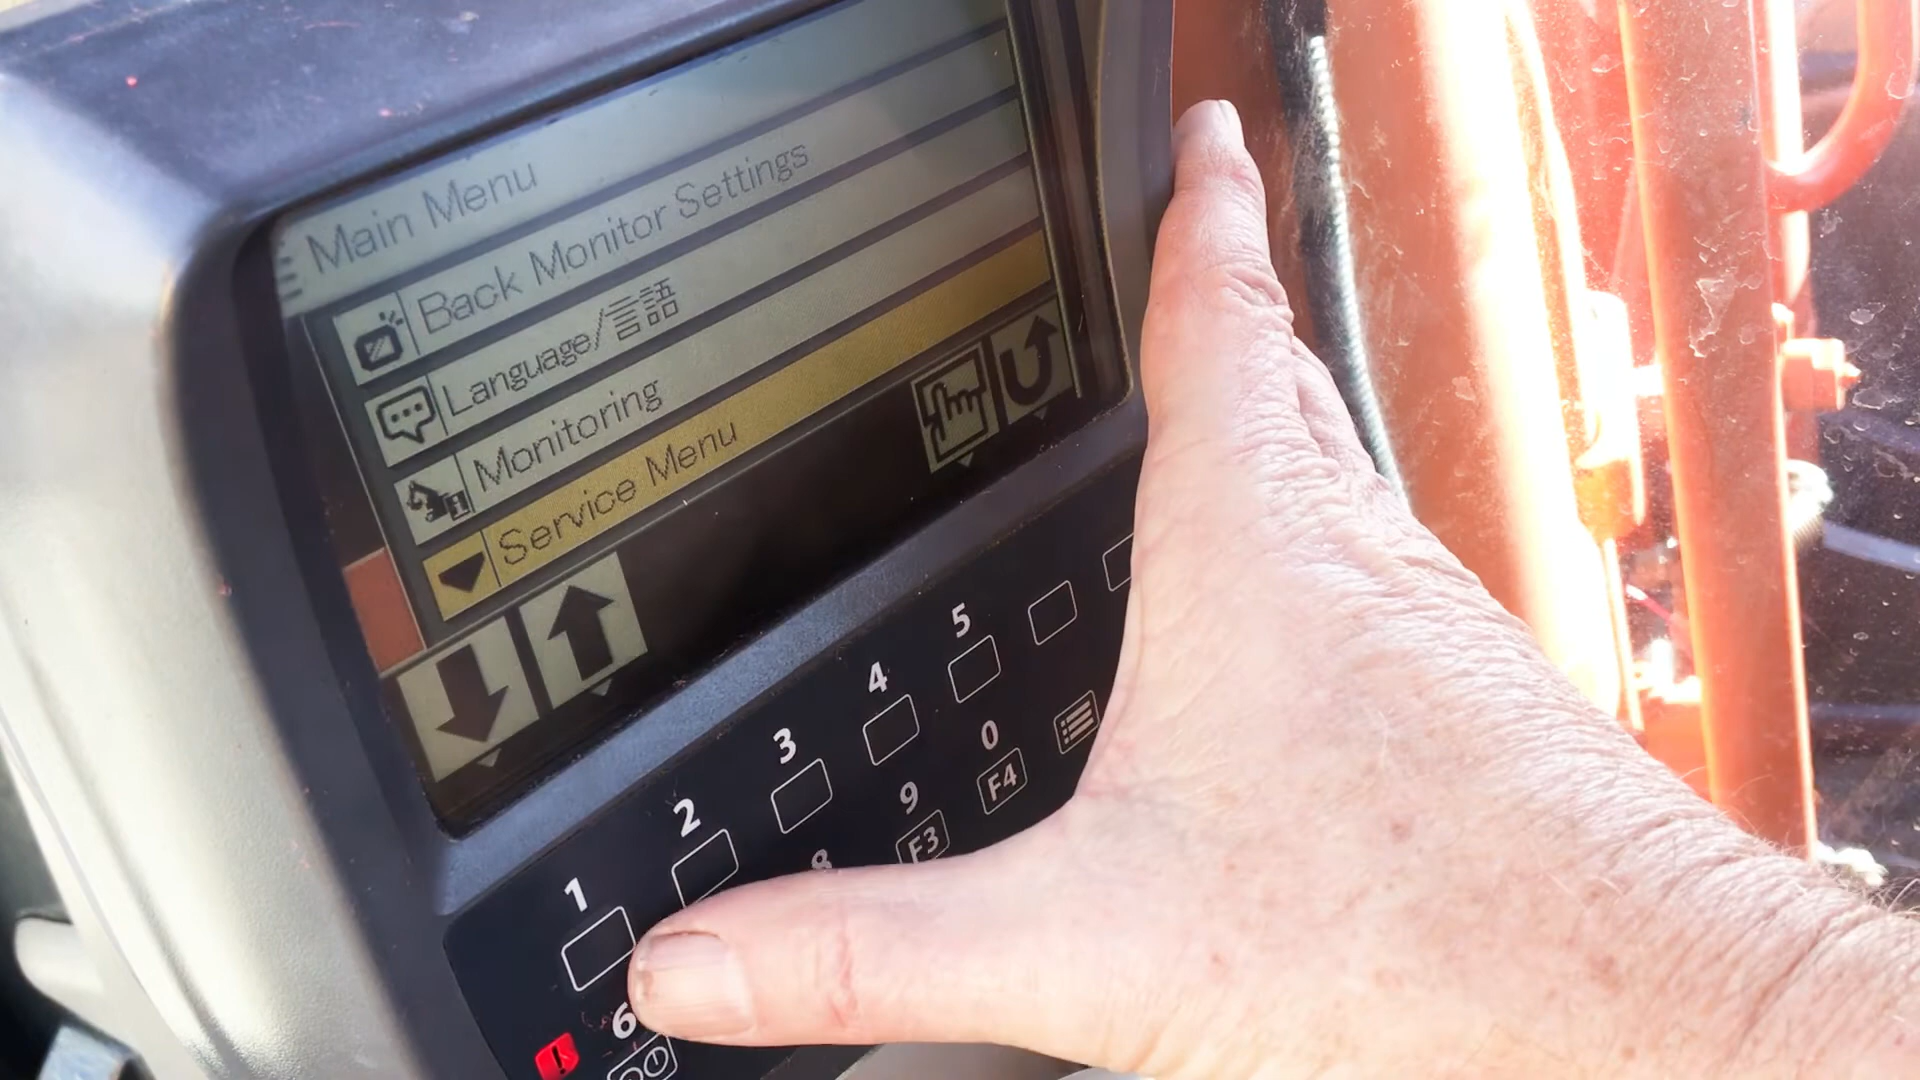 Main Menu
Back Monitor Settings
Language/言語
Monitoring
Service Menu
1
2
3
4
5
6
8
9
0
F3
F4